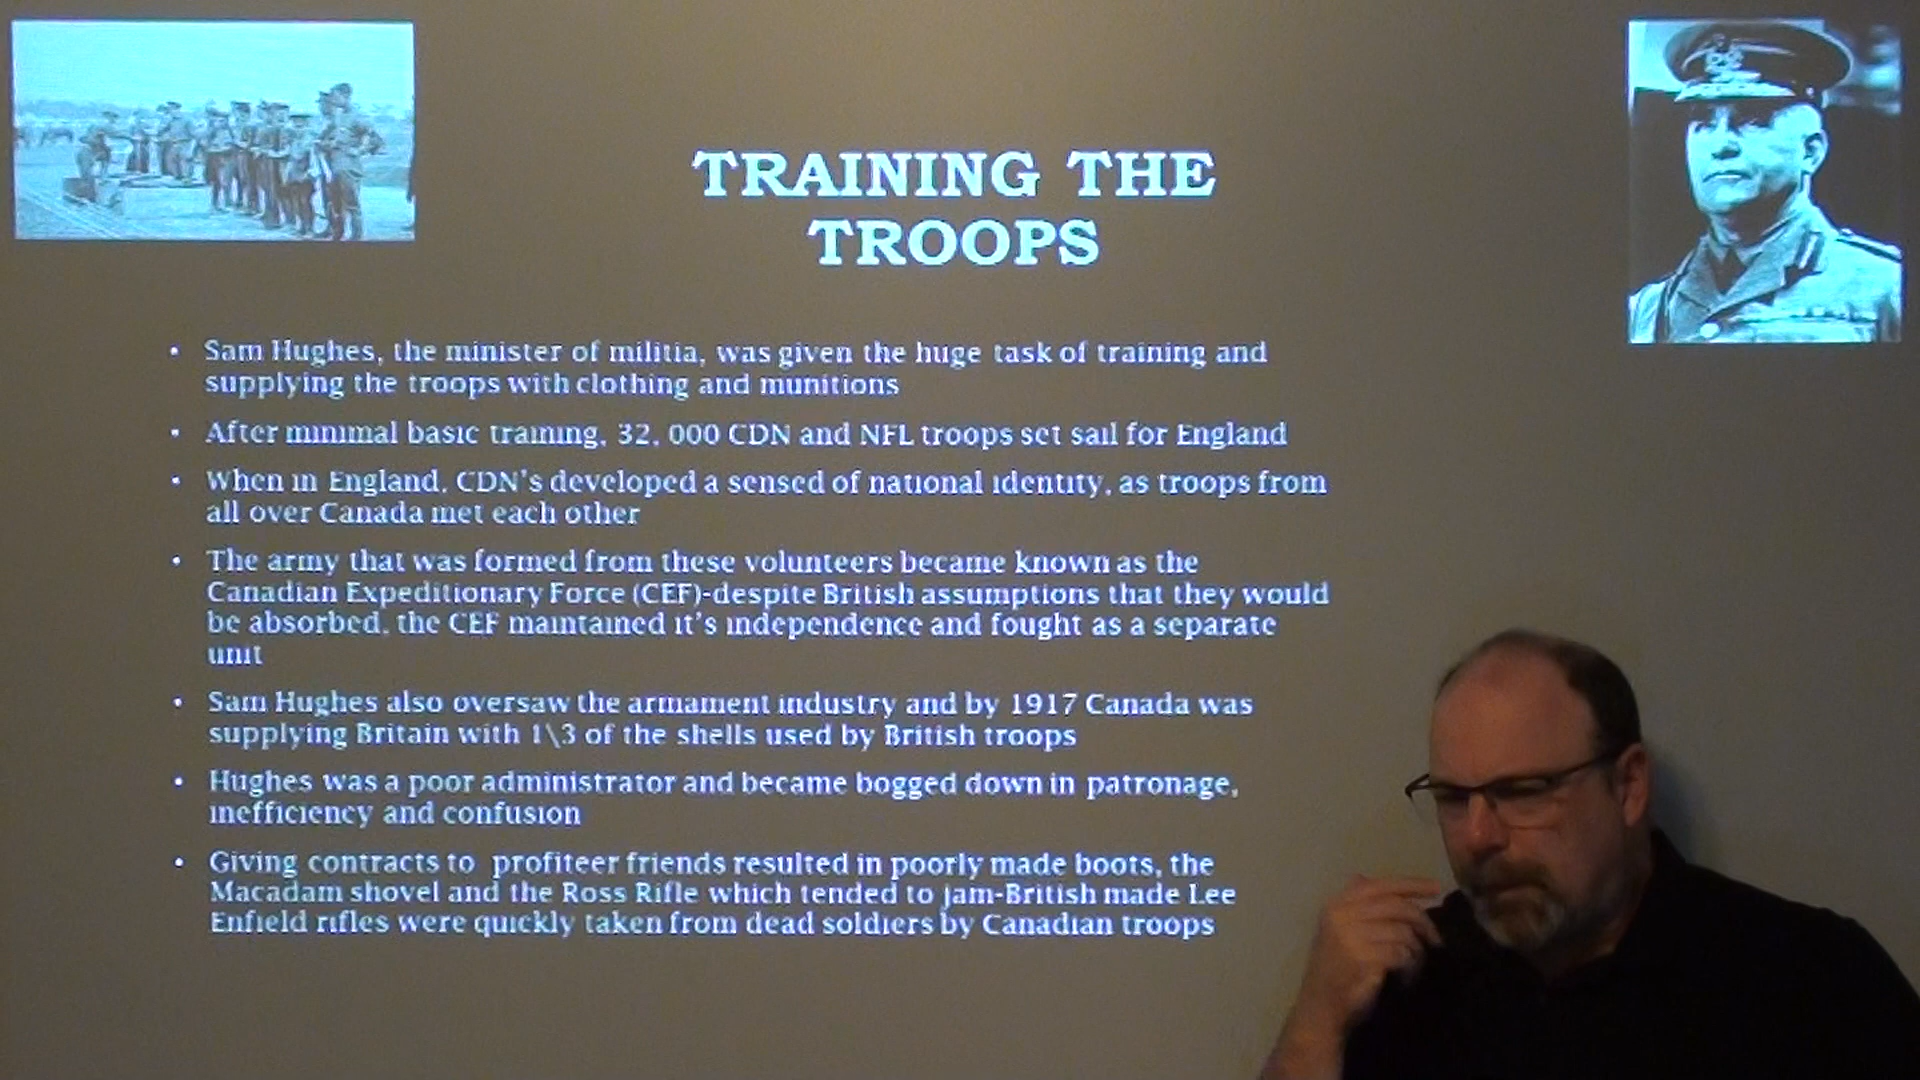 TRAINING THE
TROOPS
• Sam Hughes, the minister of militia, was given the huge task of training and
supplying the troops with clothing and munitions
• After minimal basic training, 32, 000 CDN and NFL troops set sail for England
• When in England, CDN's developed a sensed of national identity, as troops from
all over Canada met each other
• The army that was formed from these volunteers became known as the
Canadian Expeditionary Force (CEF)-despite British assumptions that they would
be absorbed, the CEF maintained it's independence and fought as a separate
unit
• Sam Hughes also oversaw the armament industry and by 1917 Canada was
supplying Britain with 1\3 of the shells used by British troops
• Hughes was a poor administrator and became bogged down in patronage,
inefficiency and confusion
• Giving contracts to profiteer friends resulted in poorly made boots, the
Macadam shovel and the Ross Rifle which tended to jam-British made Lee
Enfield rifles were quickly taken from dead soldiers by Canadian troops